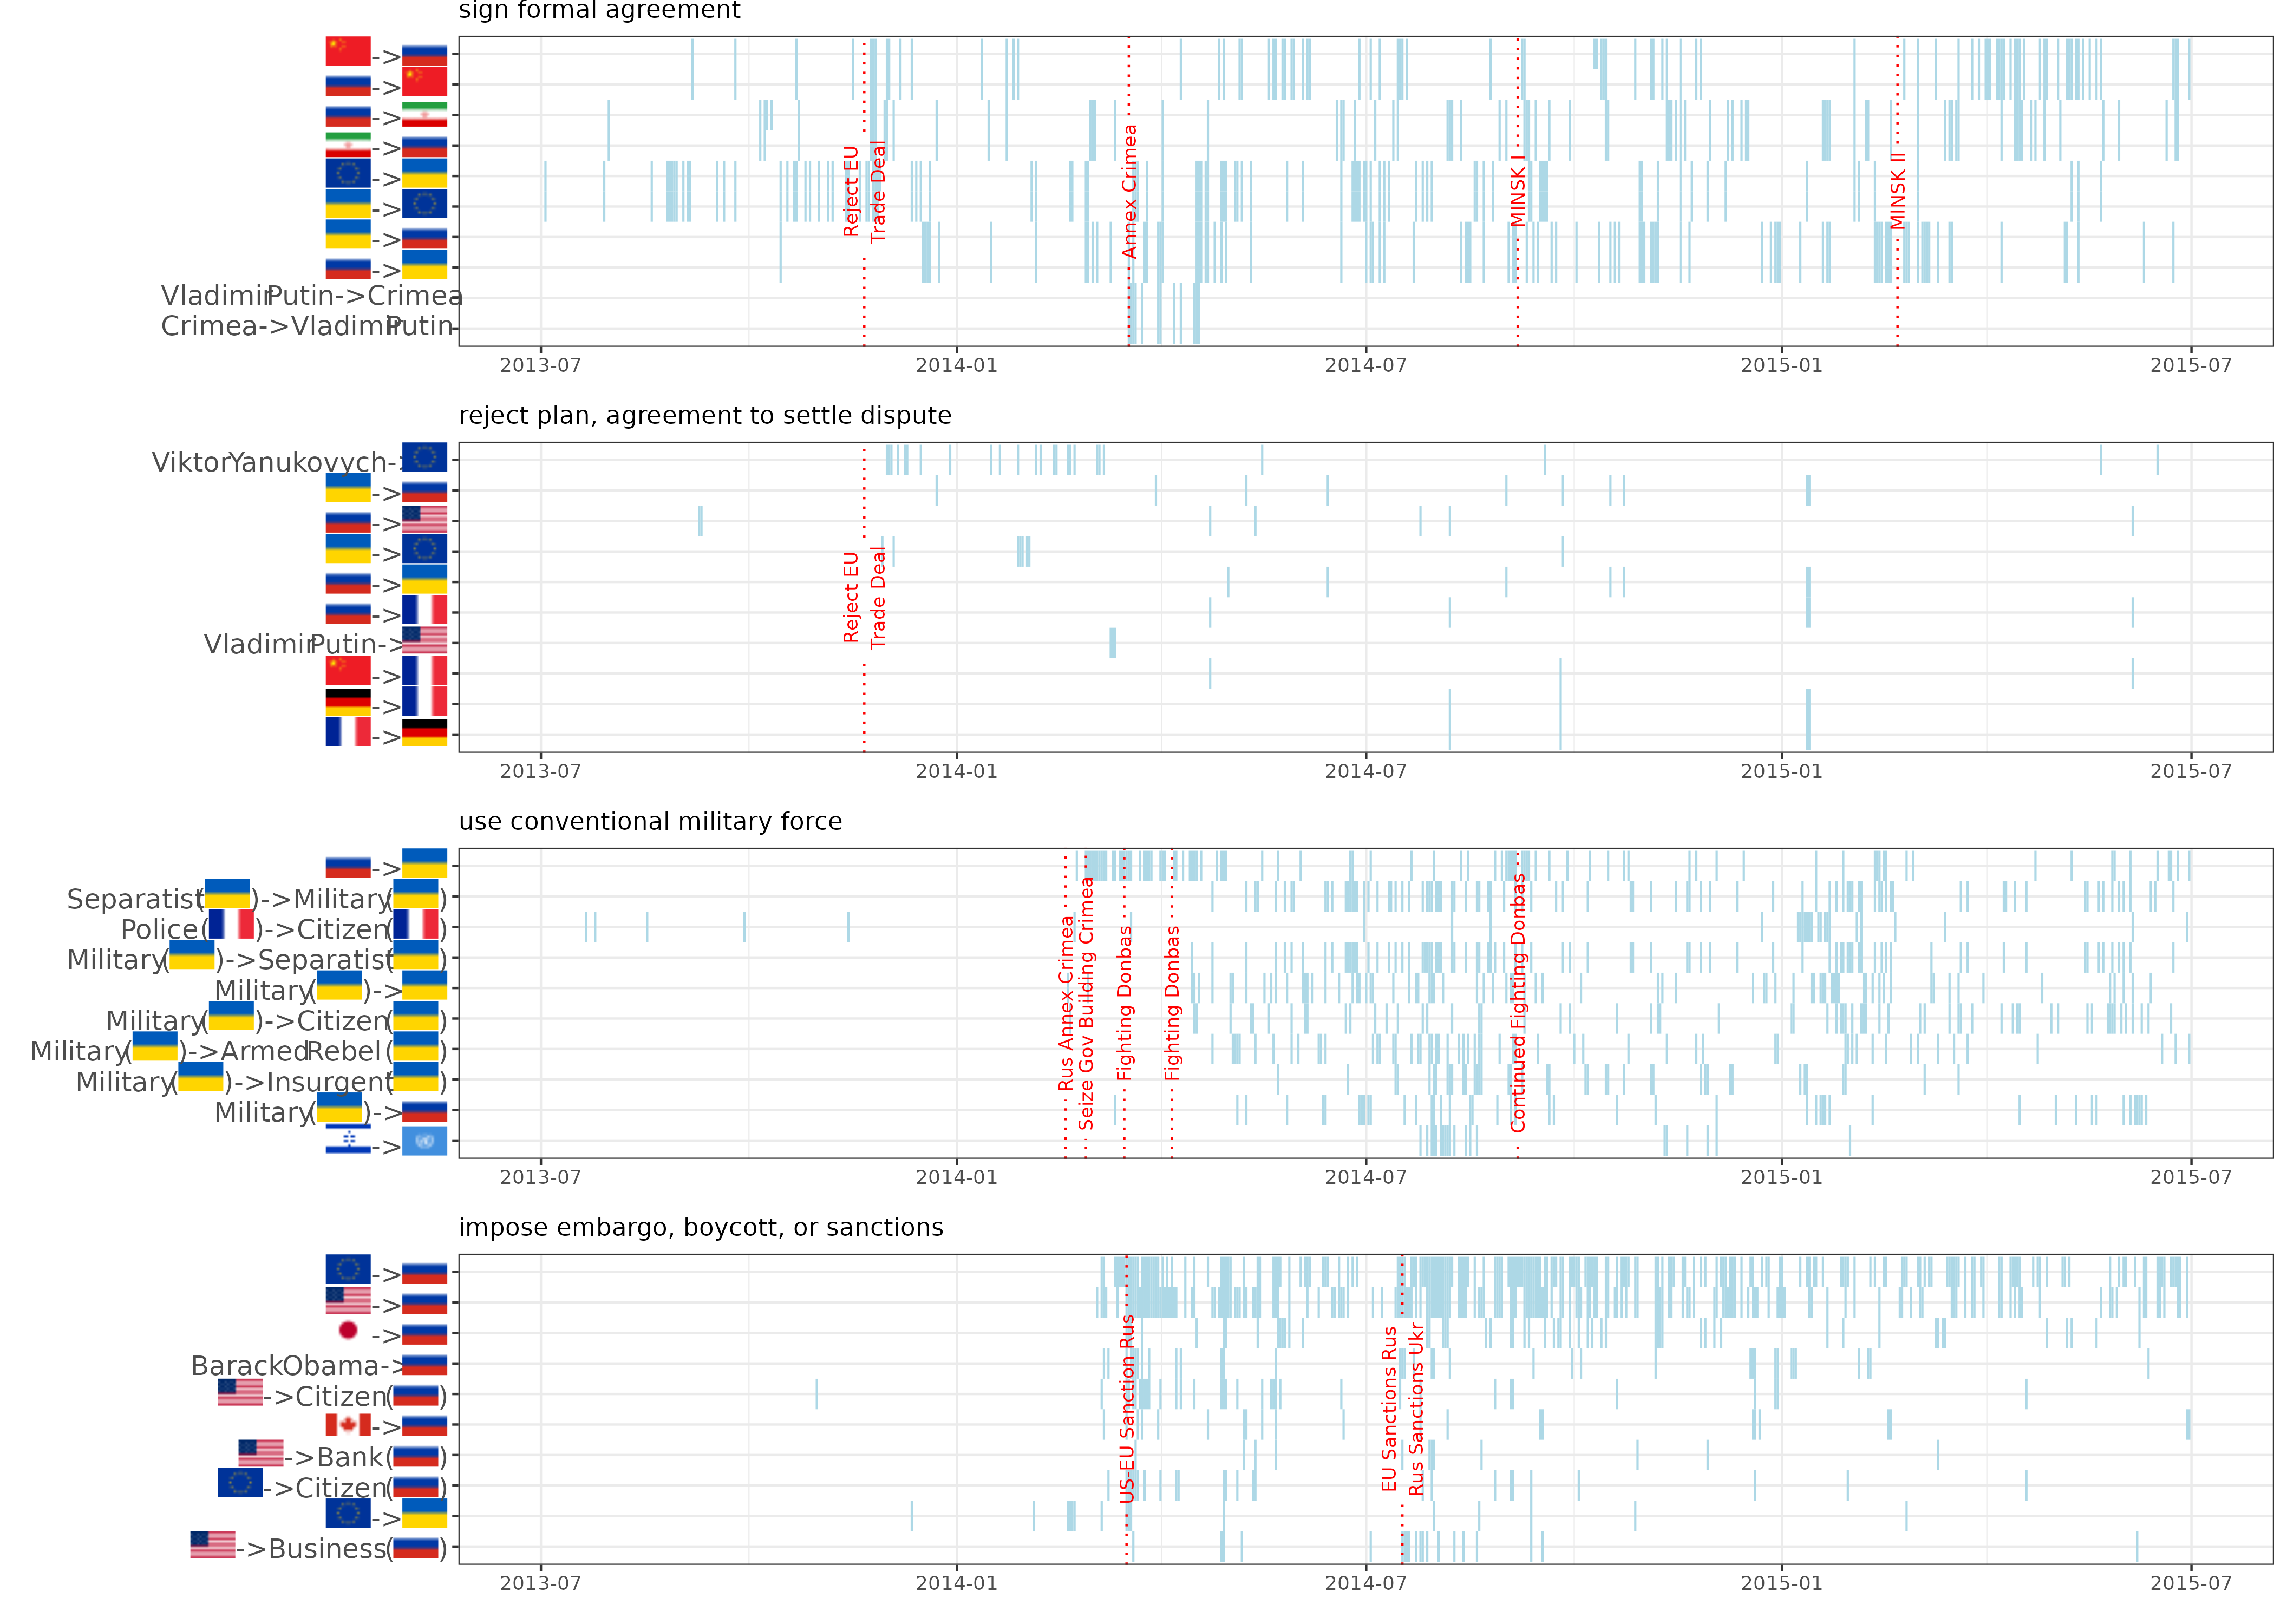 sign formal agreement
->
->
->
->
->
->
->
->
VladimirPutin->Crimea
Crimea->VladimirPutin
Reject EU
Trade Deal
Annex Crimea
MINSK I
MINSK II
2013-07 2014-01 2014-07 2015-01 2015-07
reject plan, agreement to settle dispute
ViktorYanukovych->
->
->
->
->
->
VladimirPutin->
->
->
->
Reject EU
Trade Deal
2013-07 2014-01 2014-07 2015-01 2015-07
use conventional military force
->
Separatist( )->Military( )
Police( )->Citizen( )
Military( )->Separatist( )
Military( )->
Military( )->Citizen( )
Military( )->ArmedRebel( )
Military( )->Insurgent( )
Military( )->
->
Rus Annex Crimea
Seize Gov Building Crimea
Fighting Donbas
Fighting Donbas
Continued Fighting Donbas
2013-07 2014-01 2014-07 2015-01 2015-07
impose embargo, boycott, or sanctions
->
->
->
BarackObama->
->Citizen( )
->
->Bank( )
->Citizen( )
->
->Business( )
US-EU Sanction Rus
EU Sanctions Rus
Rus Sanctions Ukr
2013-07 2014-01 2014-07 2015-01 2015-07